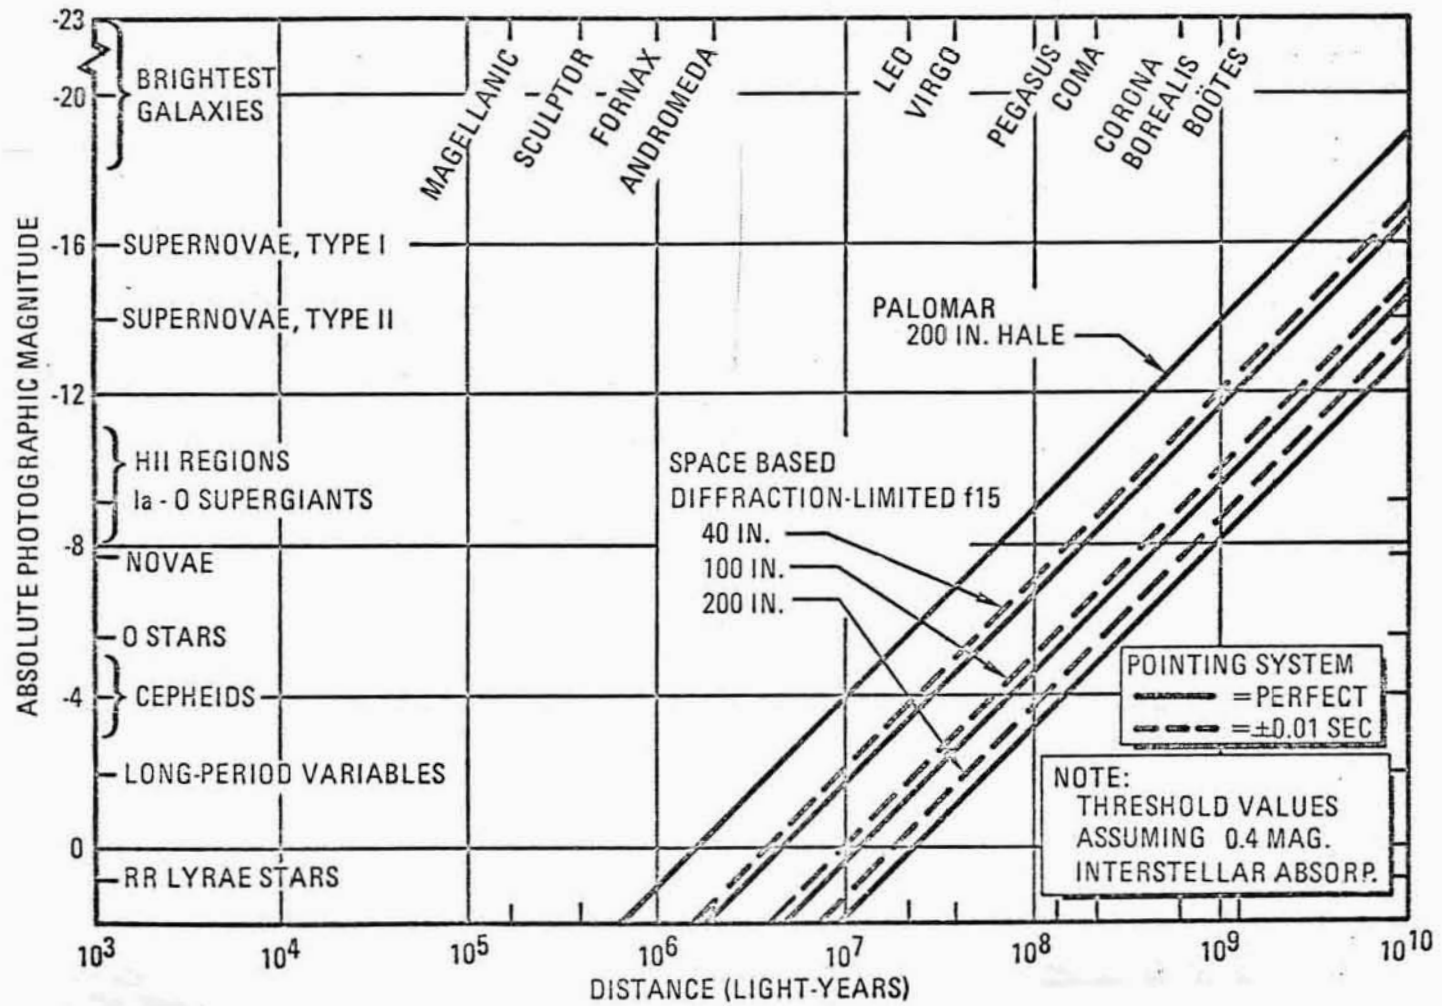 -23
BRIGHTEST
GALAXIES
-20
-16
SUPERNOVAE, TYPE I
SUPERNOVAE, TYPE II
-12
HII REGIONS
Ia - O SUPERGIANTS
-8
NOVAE
O STARS
CEPHEIDS
-4
LONG-PERIOD VARIABLES
0
RR LYRAE STARS
ABSOLUTE PHOTOGRAPHIC MAGNITUDE
MAGELLANIC
SCULPTOR
FORNAX
ANDROMEDA
LEO
VIRGO
PEGASUS
COMA
CORONA
BOREALIS
BOÖTES
PALOMAR
200 IN. HALE
SPACE BASED
DIFFRACTION-LIMITED f15
40 IN.
100 IN.
200 IN.
POINTING SYSTEM
= PERFECT
= ±0.01 SEC
NOTE:
THRESHOLD VALUES
ASSUMING 0.4 MAG.
INTERSTELLAR ABSORP.
10³ 10⁴ 10⁵ 10⁶ 10⁷ 10⁸ 10⁹ 10¹⁰
DISTANCE (LIGHT-YEARS)